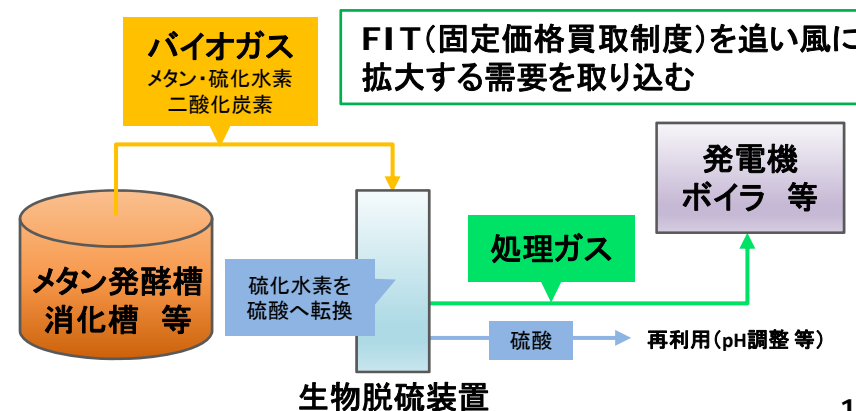 バイオガス
メタン・硫化水素
二酸化炭素
FIT(固定価格買取制度)を追い風に
拡大する需要を取り込む
発電機
ボイラ 等
処理ガス
メタン発酵槽
消化槽 等
硫化水素を
硫酸へ転換
硫酸
再利用(pH調整 等)
生物脱硫装置
1